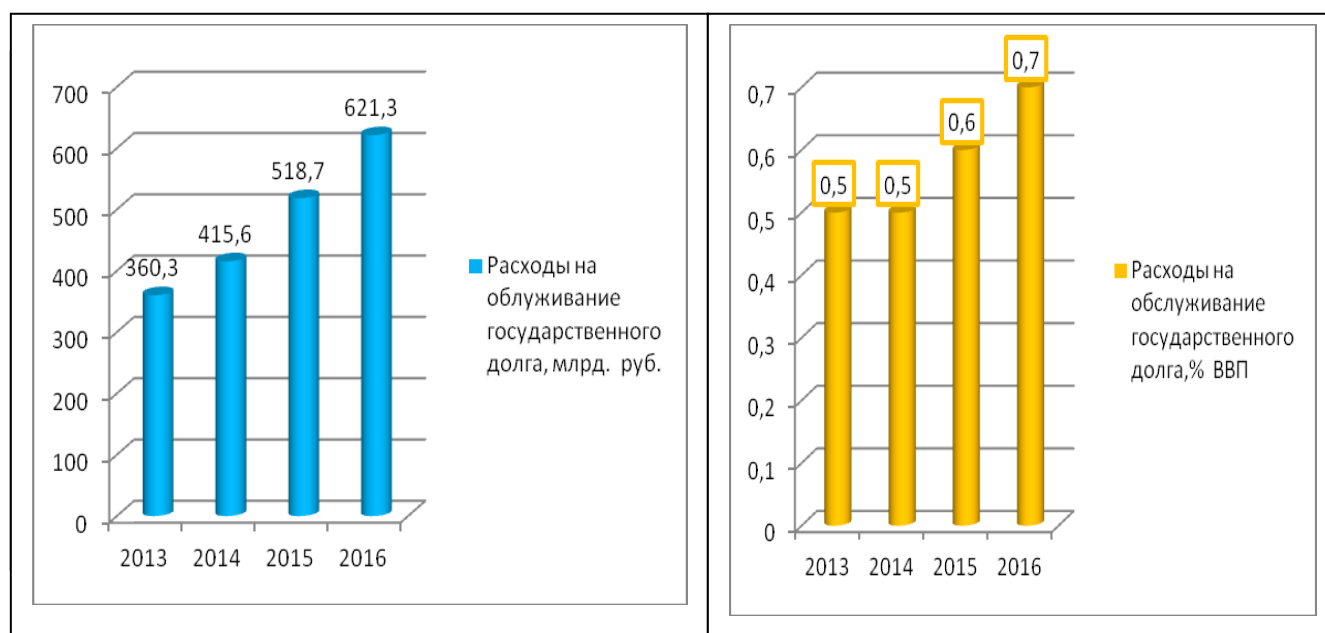 700
600
500
400
300
200
100
0
360,3
415,6
518,7
621,3
2013 2014 2015 2016
Расходы на
облуживание
государственного
долга, млрд. руб.
0,7
0,6
0,5
0,4
0,3
0,2
0,1
0
0,5
0,5
0,6
0,7
2013 2014 2015 2016
Расходы на
обслуживание
государственного
долга,% ВВП